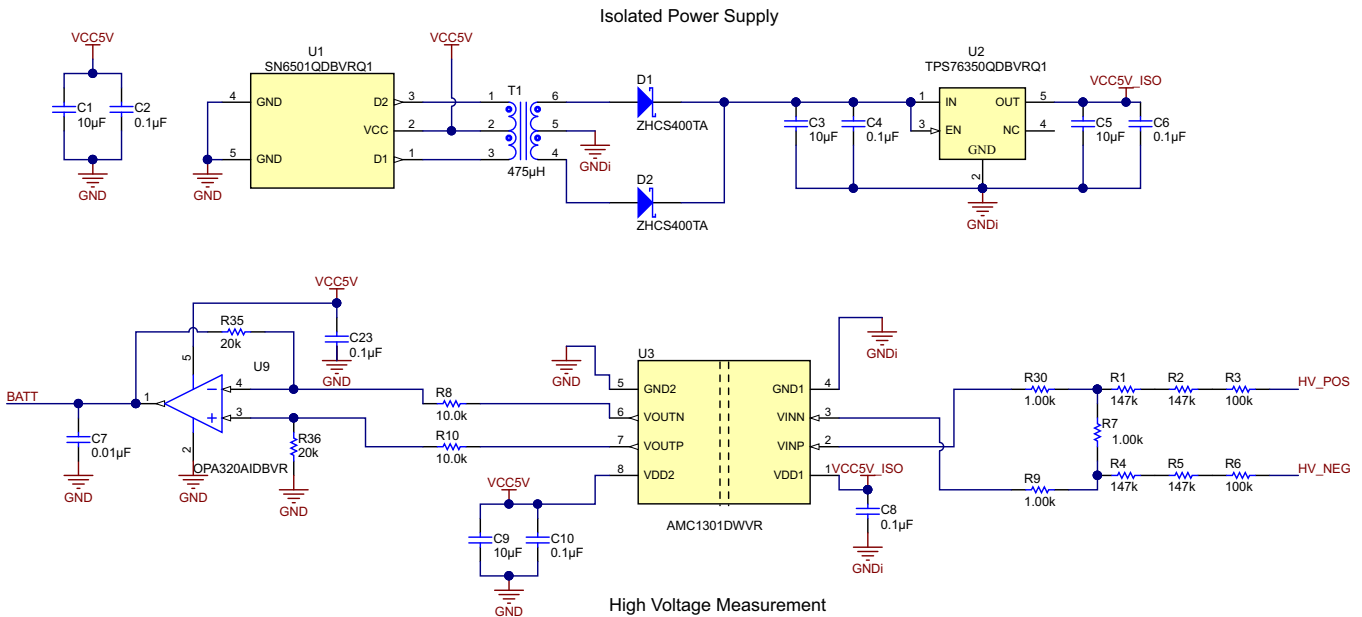 Isolated Power Supply
VCC5V
C1
10µF
C2
0.1µF
GND
U1
SN6501QDBVRQ1
4
GND
5
GND
D2
3
VCC
2
D1
1
GND
VCC5V
1
T1
6
2
5
3
4
475µH
GNDi
D1
ZHCS400TA
D2
ZHCS400TA
C3
10µF
C4
0.1µF
U2
TPS76350QDBVRQ1
1
IN
OUT
5
3
EN
NC
4
GND
2
GNDi
VCC5V_ISO
C5
10µF
C6
0.1µF
VCC5V
R35
20k
C23
0.1µF
GND
5
U9
BATT
1
4
3
2
C7
0.01µF
GND
OPA320AIDBVR
GND
R36
20k
GND
R8
10.0k
R10
10.0k
GND
U3
5
GND2
GND1
4
6
VOUTN
VINN
3
7
VOUTP
VINP
2
8
VDD2
VDD1
1
AMC1301DWVR
GNDi
VCC5V
C9
10µF
C10
0.1µF
GND
VCC5V_ISO
C8
0.1µF
GNDi
R30
1.00k
R1
147k
R2
147k
R3
100k
HV_POS
R7
1.00k
R9
1.00k
R4
147k
R5
147k
R6
100k
HV_NEG
High Voltage Measurement